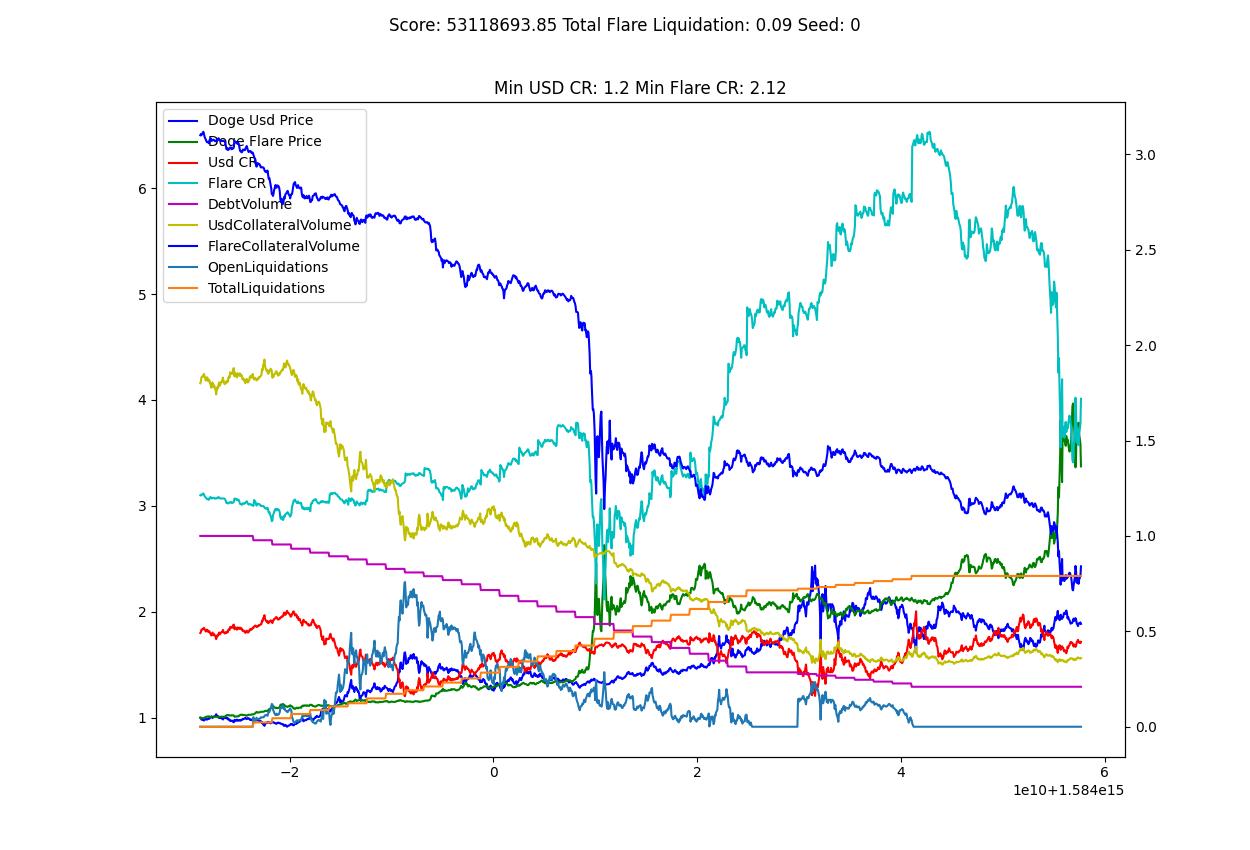 Score: 53118693.85 Total Flare Liquidation: 0.09 Seed: 0
Min USD CR: 1.2 Min Flare CR: 2.12
Doge Usd Price
Doge Flare Price
Usd CR
Flare CR
DebtVolume
UsdCollateralVolume
FlareCollateralVolume
OpenLiquidations
TotalLiquidations
6
5
4
3
2
1
3.0
2.5
2.0
1.5
1.0
0.5
0.0
−2
0
2
4
6
1e10+1.584e15